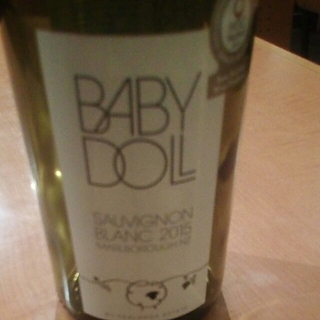 BABY
DOLL
SAUVIGNON
BLANC 2015
MARLBOROUGH NZ